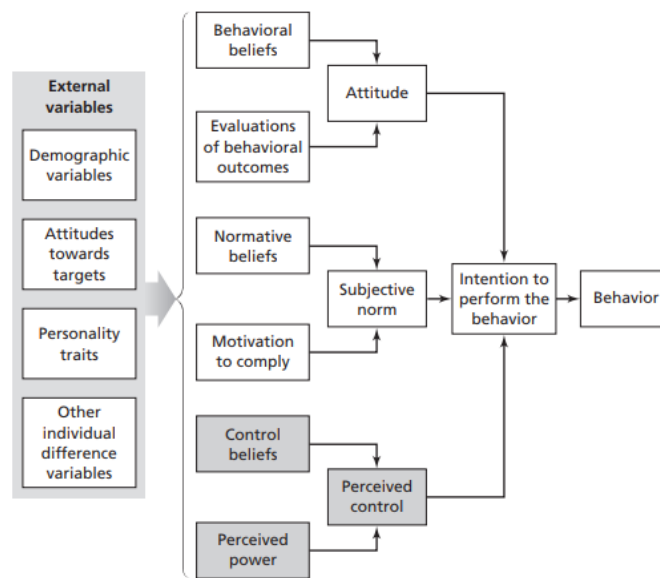 External
variables
Demographic
variables
Attitudes
towards
targets
Personality
traits
Other
individual
difference
variables
Behavioral
beliefs
Evaluations
of behavioral
outcomes
Attitude
Normative
beliefs
Motivation
to comply
Subjective
norm
Control
beliefs
Perceived
power
Perceived
control
Intention to
perform the
behavior
Behavior